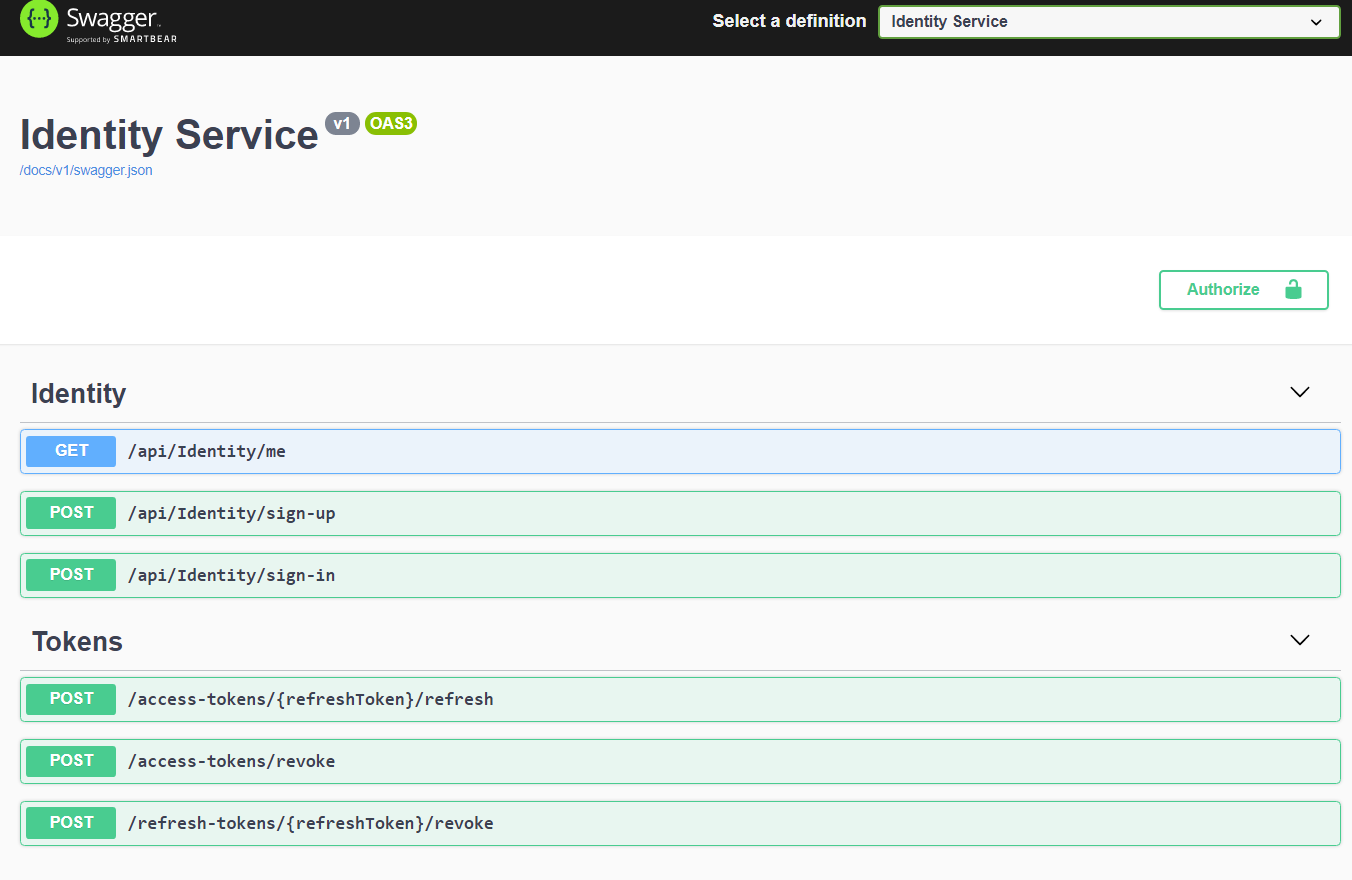 Swagger
Supported by SMARTBEAR
Select a definition
Identity Service
Identity Service v1 OAS3
/docs/v1/swagger.json
Authorize
Identity
GET /api/Identity/me
POST /api/Identity/sign-up
POST /api/Identity/sign-in
Tokens
POST /access-tokens/{refreshToken}/refresh
POST /access-tokens/revoke
POST /refresh-tokens/{refreshToken}/revoke